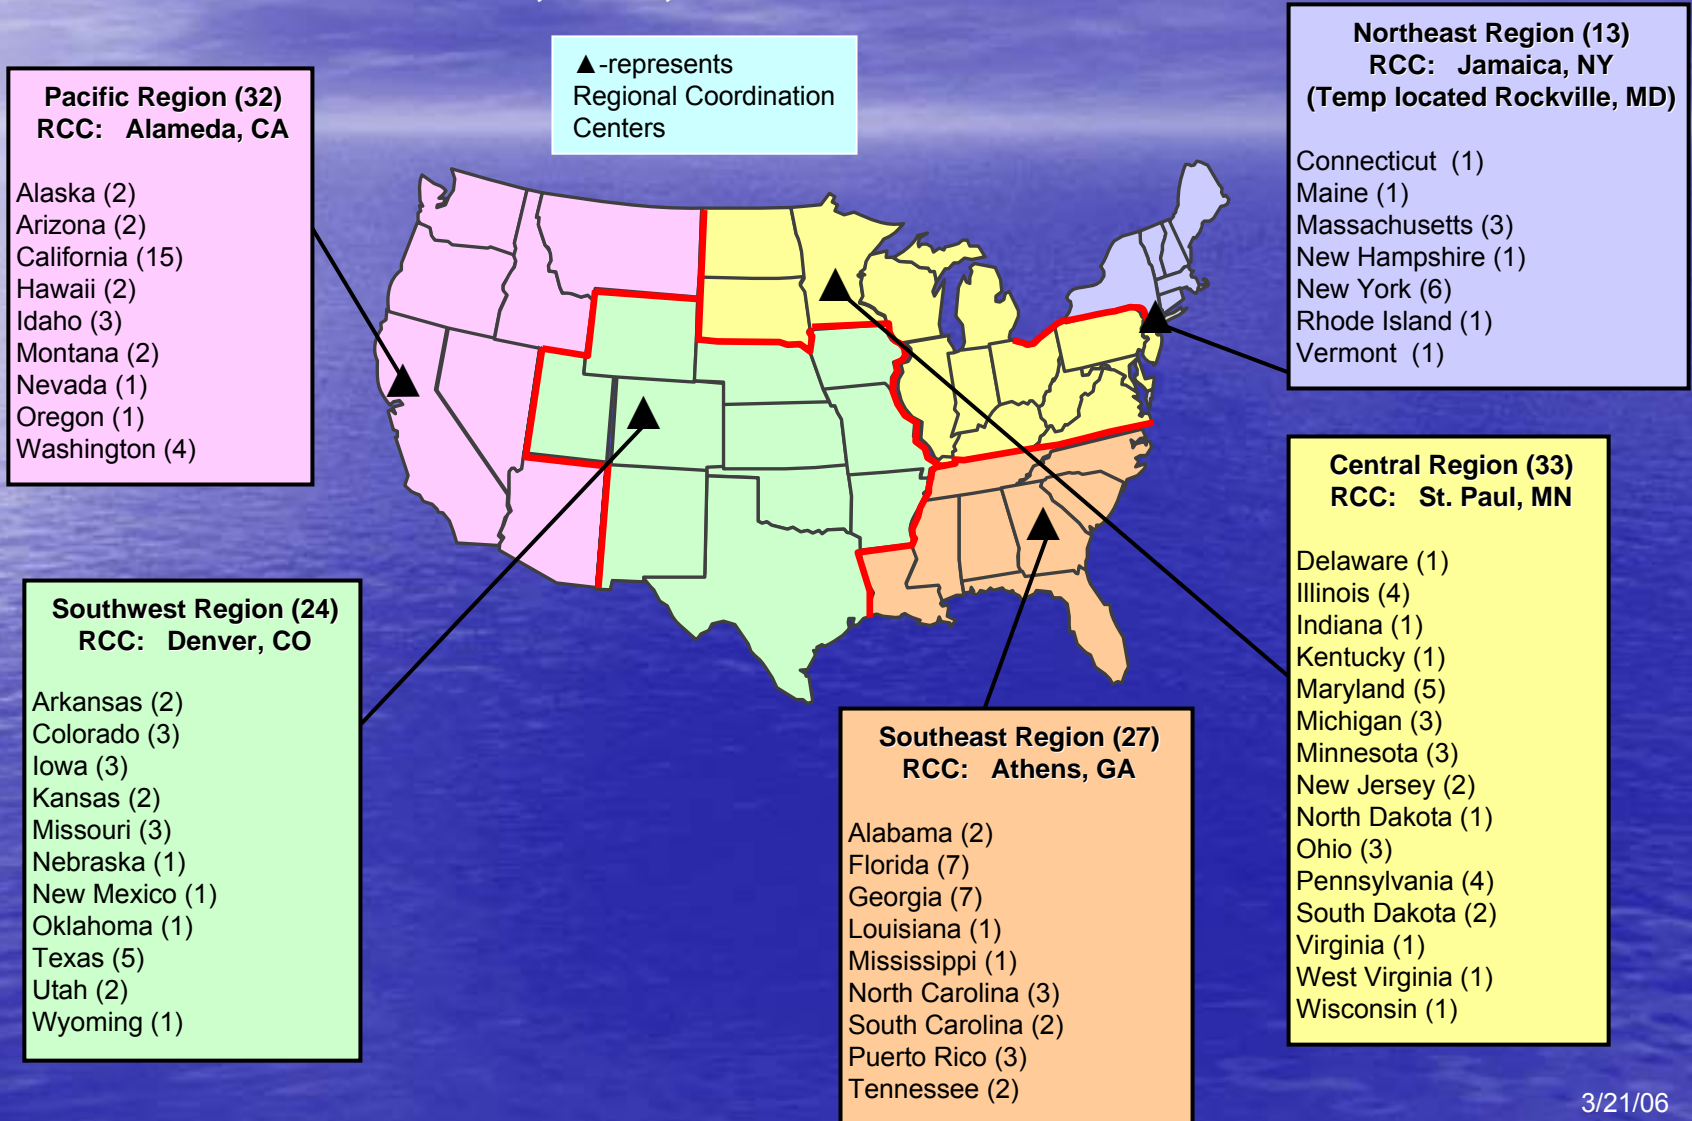 ▲-represents
Regional Coordination
Centers
Pacific Region (32)
RCC: Alameda, CA
Alaska (2)
Arizona (2)
California (15)
Hawaii (2)
Idaho (3)
Montana (2)
Nevada (1)
Oregon (1)
Washington (4)
Northeast Region (13)
RCC: Jamaica, NY
(Temp located Rockville, MD)
Connecticut (1)
Maine (1)
Massachusetts (3)
New Hampshire (1)
New York (6)
Rhode Island (1)
Vermont (1)
Southwest Region (24)
RCC: Denver, CO
Arkansas (2)
Colorado (3)
Iowa (3)
Kansas (2)
Missouri (3)
Nebraska (1)
New Mexico (1)
Oklahoma (1)
Texas (5)
Utah (2)
Wyoming (1)
Southeast Region (27)
RCC: Athens, GA
Alabama (2)
Florida (7)
Georgia (7)
Louisiana (1)
Mississippi (1)
North Carolina (3)
South Carolina (2)
Puerto Rico (3)
Tennessee (2)
Central Region (33)
RCC: St. Paul, MN
Delaware (1)
Illinois (4)
Indiana (1)
Kentucky (1)
Maryland (5)
Michigan (3)
Minnesota (3)
New Jersey (2)
North Dakota (1)
Ohio (3)
Pennsylvania (4)
South Dakota (2)
Virginia (1)
West Virginia (1)
Wisconsin (1)
3/21/06